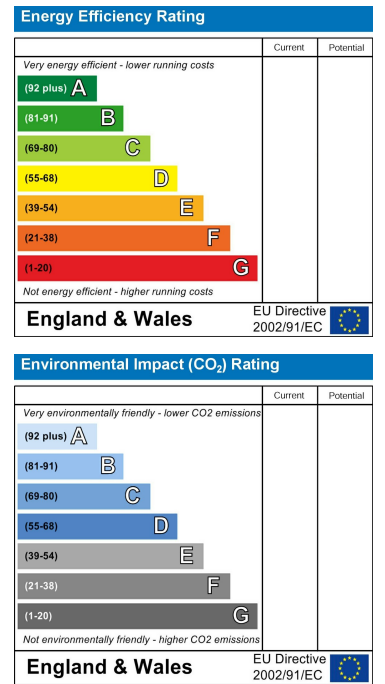 Energy Efficiency Rating
Current Potential
Very energy efficient - lower running costs
(92 plus) A
(81-91) B
(69-80) C
(55-68) D
(39-54) E
(21-38) F
(1-20) G
Not energy efficient - higher running costs
England & Wales
EU Directive
2002/91/EC
Environmental Impact (CO₂) Rating
Current Potential
Very environmentally friendly - lower CO2 emissions
(92 plus) A
(81-91) B
(69-80) C
(55-68) D
(39-54) E
(21-38) F
(1-20) G
Not environmentally friendly - higher CO2 emissions
England & Wales
EU Directive
2002/91/EC